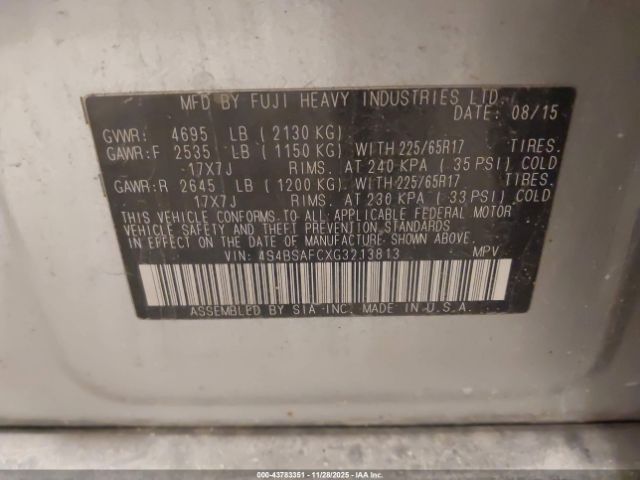 MFD BY FUJI HEAVY INDUSTRIES LTD.
DATE: 08/15
GVWR: 4695 LB (2130 KG)
GAWR:F 2535 LB (1150 KG) WITH 225/65R17 TIRES.
17X7J RIMS. AT 240 KPA (35 PSI) COLD
GAWR:R 2645 LB (1200 KG) WITH 225/65R17 TIRES.
17X7J RIMS. AT 230 KPA (33 PSI) COLD
THIS VEHICLE CONFORMS TO ALL APPLICABLE FEDERAL MOTOR
VEHICLE SAFETY AND THEFT PREVENTION STANDARDS
IN EFFECT ON THE DATE OF MANUFACTURE SHOWN ABOVE.
VIN: 4S4BSAFCXG3213813 MPV
ASSEMBLED BY SIA INC. MADE IN U.S.A.
000-43783351 | 11/28/2025 | IAA Inc.